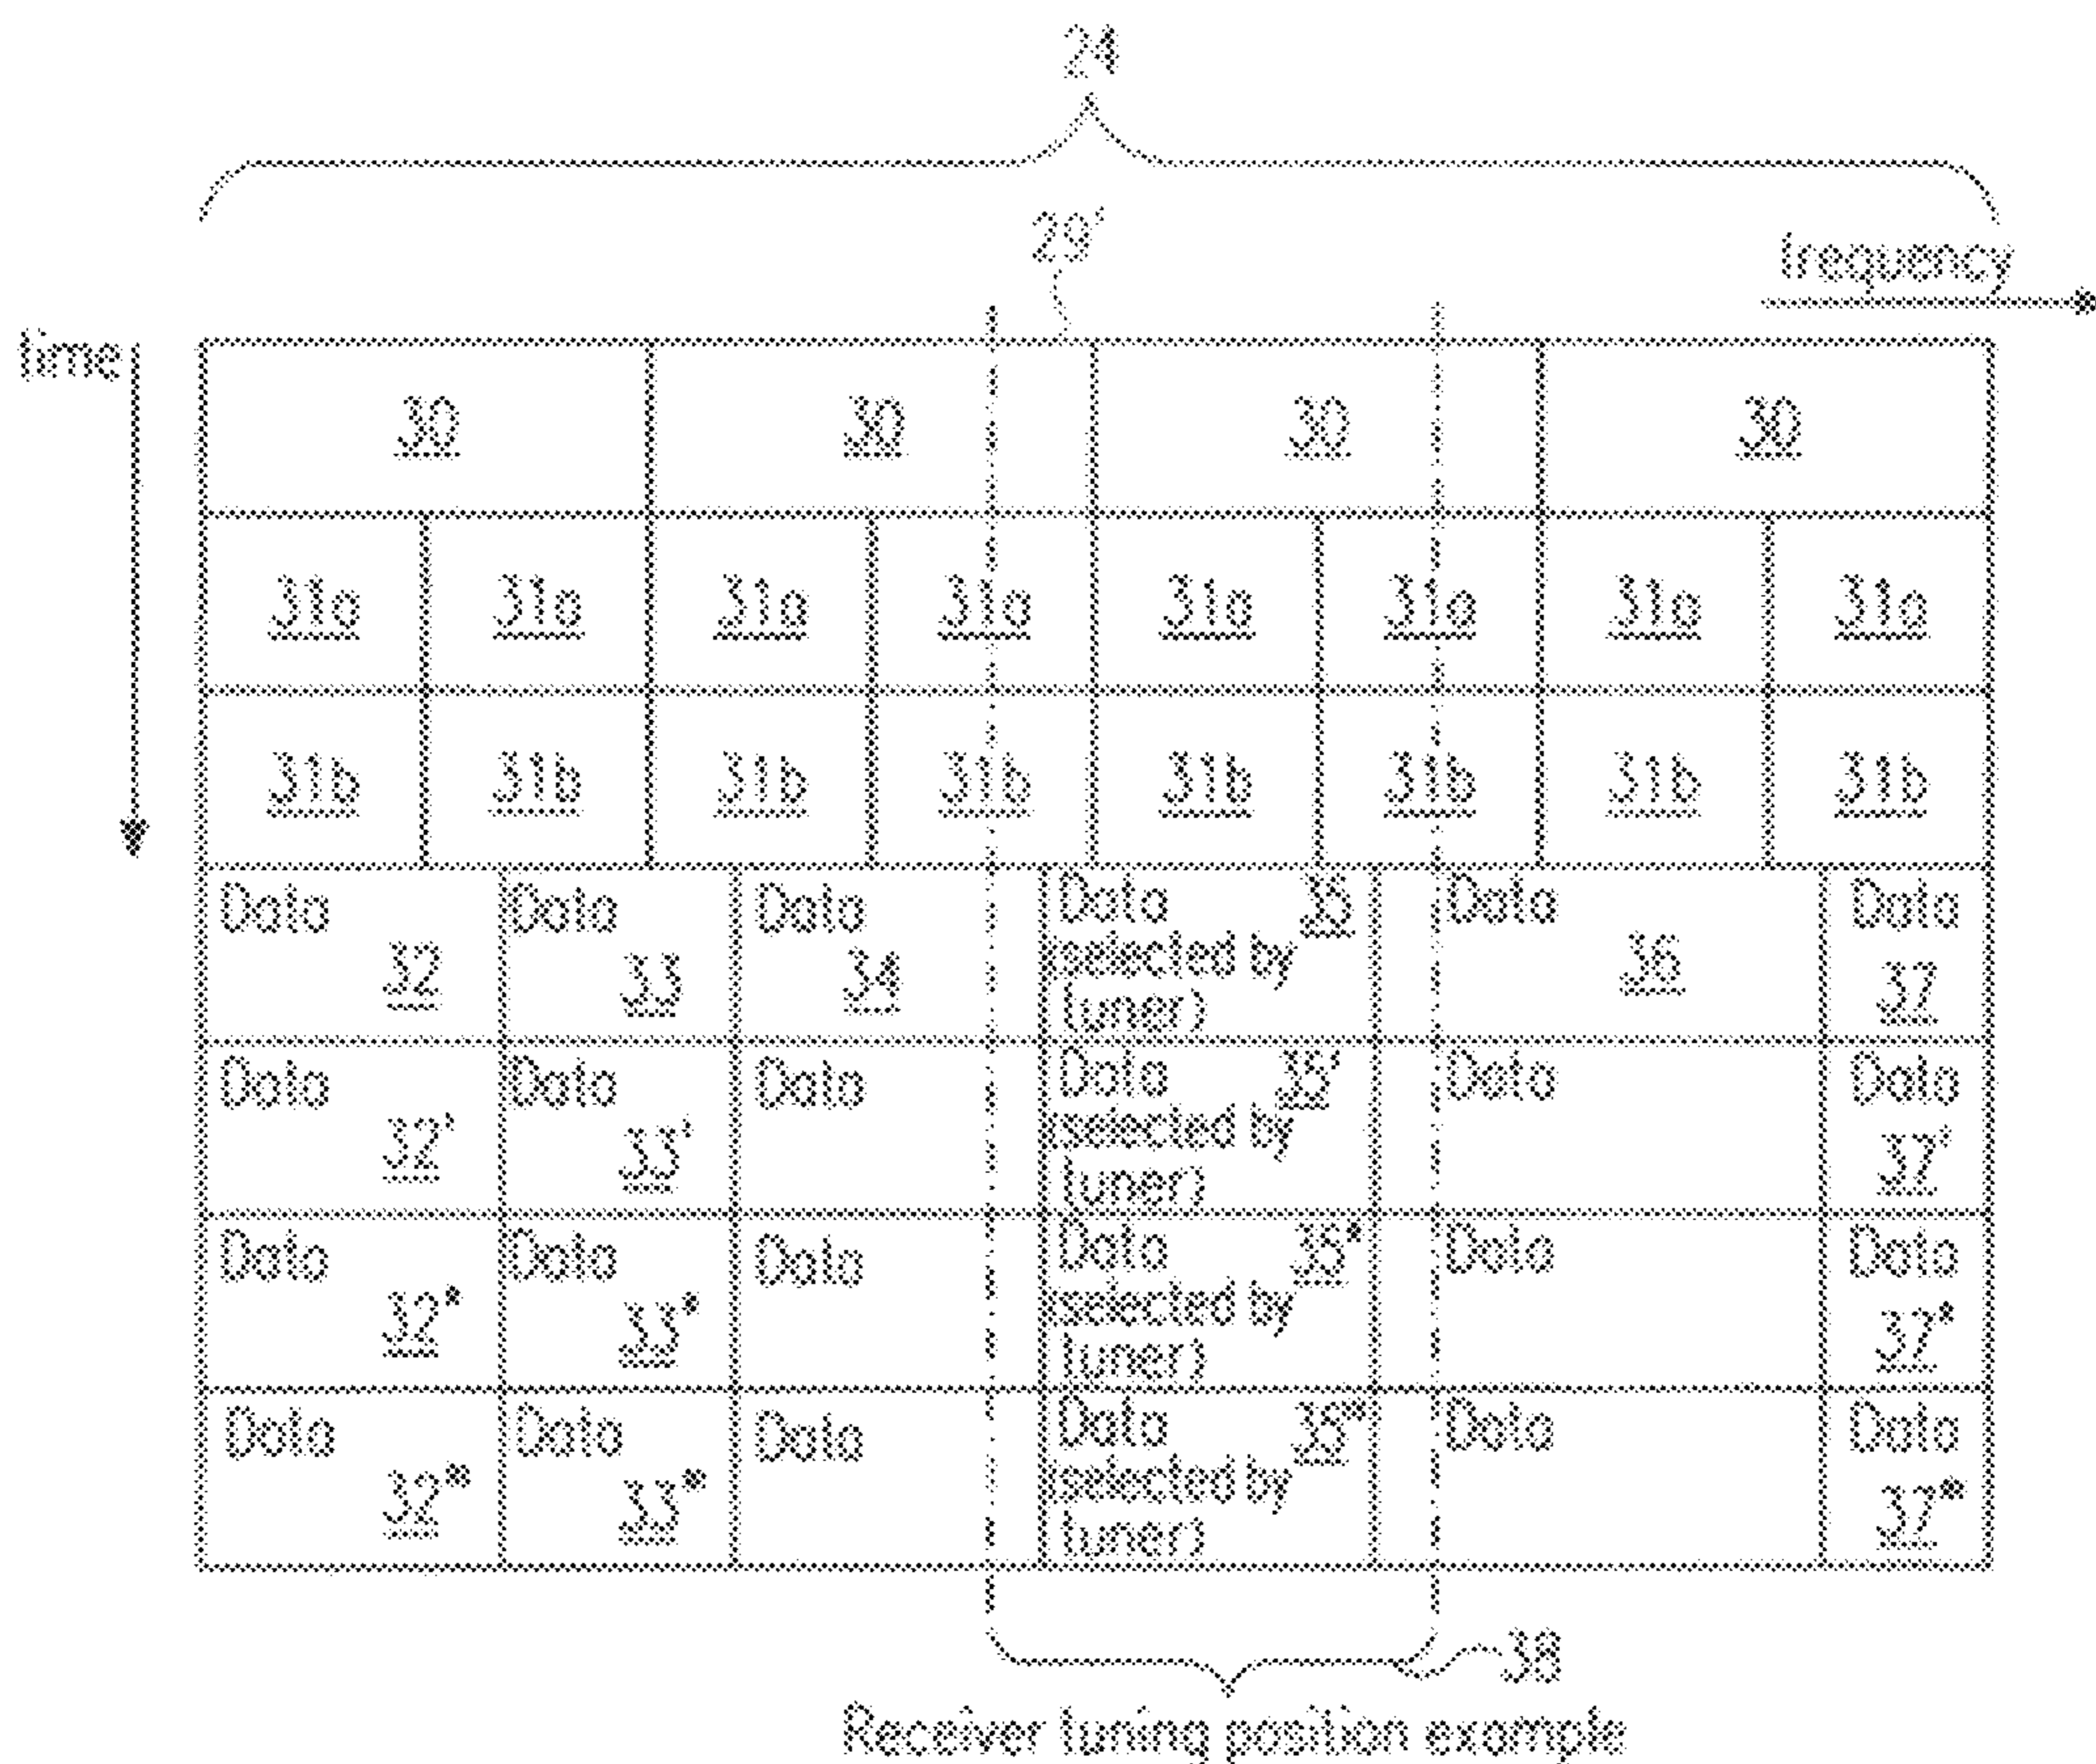 24
29'
frequency
time
30 30 30 30
31a 31a 31a 31a 31a 31a 31a 31a
31b 31b 31b 31b 31b 31b 31b 31b
Data 32 Data 33 Data 34 Data 35 Data 36 Data 37
selected by
tuner)
Data 32' Data 33' Data Data 35' Data Data 37'
selected by
tuner)
Data 32" Data 33" Data Data 35" Data Data 37"
selected by
tuner)
Data 32''' Data 33''' Data Data 35''' Data Data 37'''
selected by
tuner)
38
Receiver tuning position example